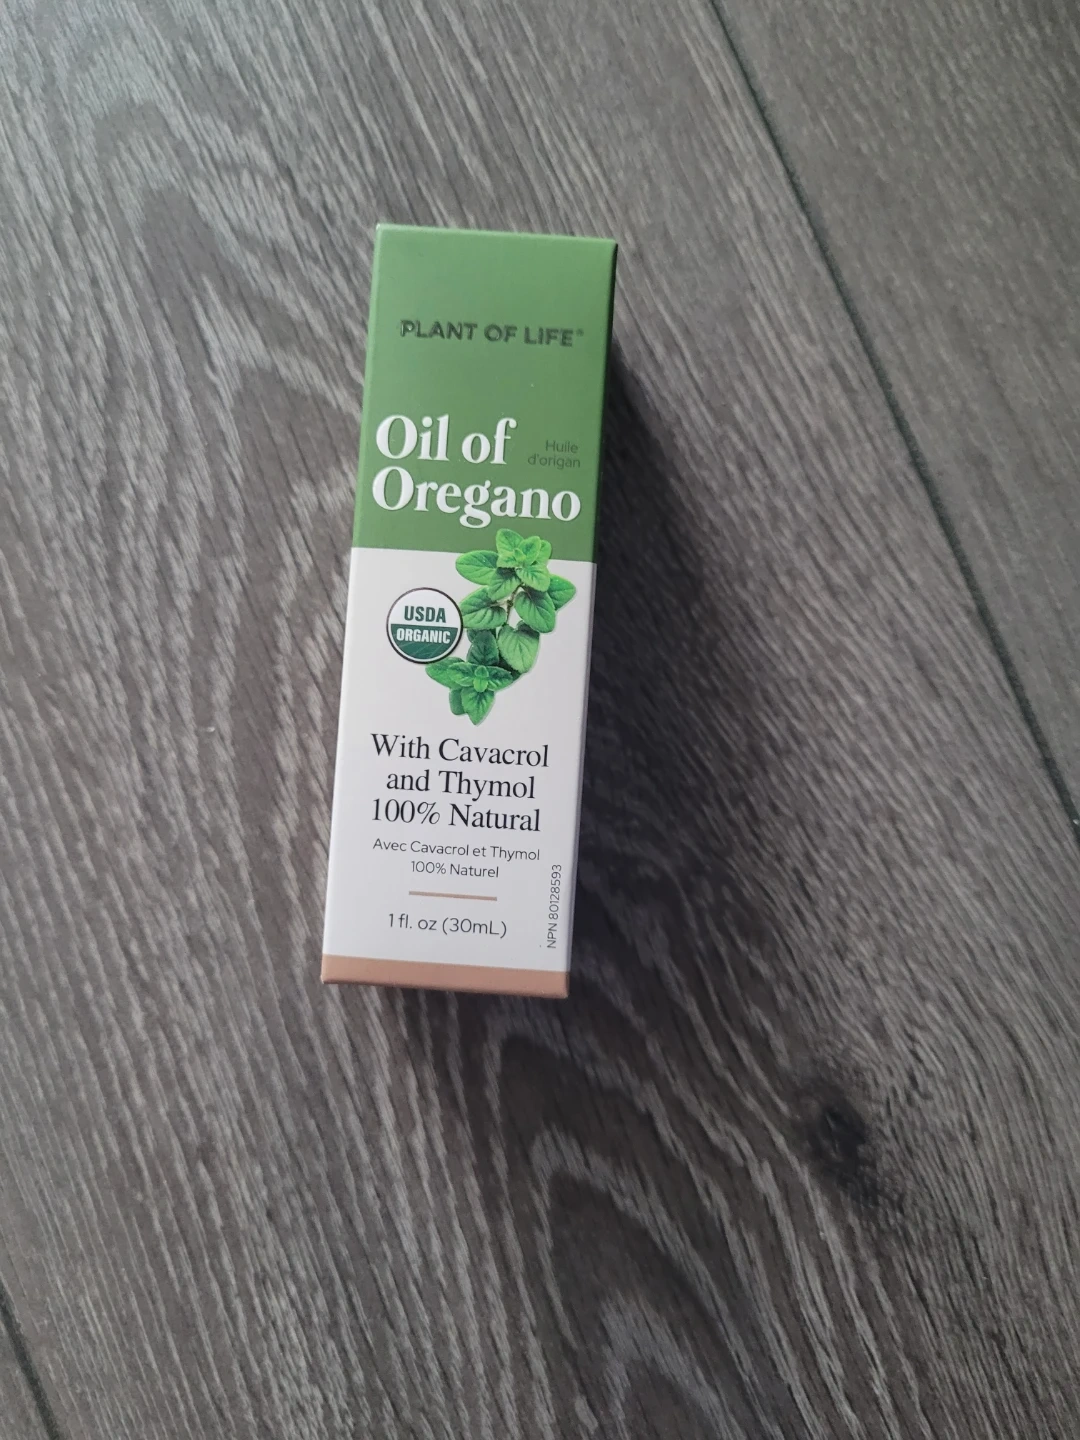 PLANT OF LIFE®
Oil of
Oregano
Huile
d'origan
USDA
ORGANIC
With Cavacrol
and Thymol
100% Natural
Avec Cavacrol et Thymol
100% Naturel
1 fl. oz (30mL)
NPN 80128593